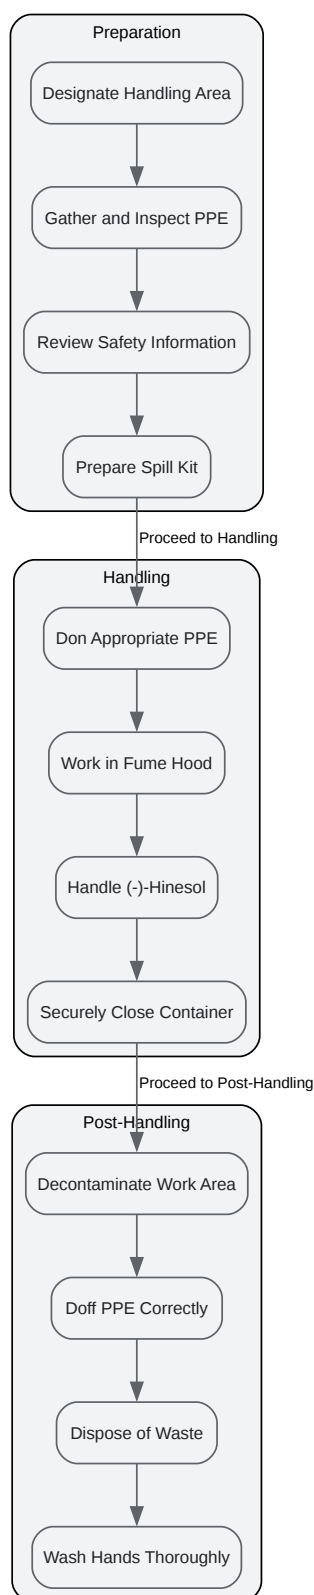 Preparation
Designate Handling Area
Gather and Inspect PPE
Review Safety Information
Prepare Spill Kit
Proceed to Handling
Handling
Don Appropriate PPE
Work in Fume Hood
Handle (-)-Hinesol
Securely Close Container
Proceed to Post-Handling
Post-Handling
Decontaminate Work Area
Doff PPE Correctly
Dispose of Waste
Wash Hands Thoroughly